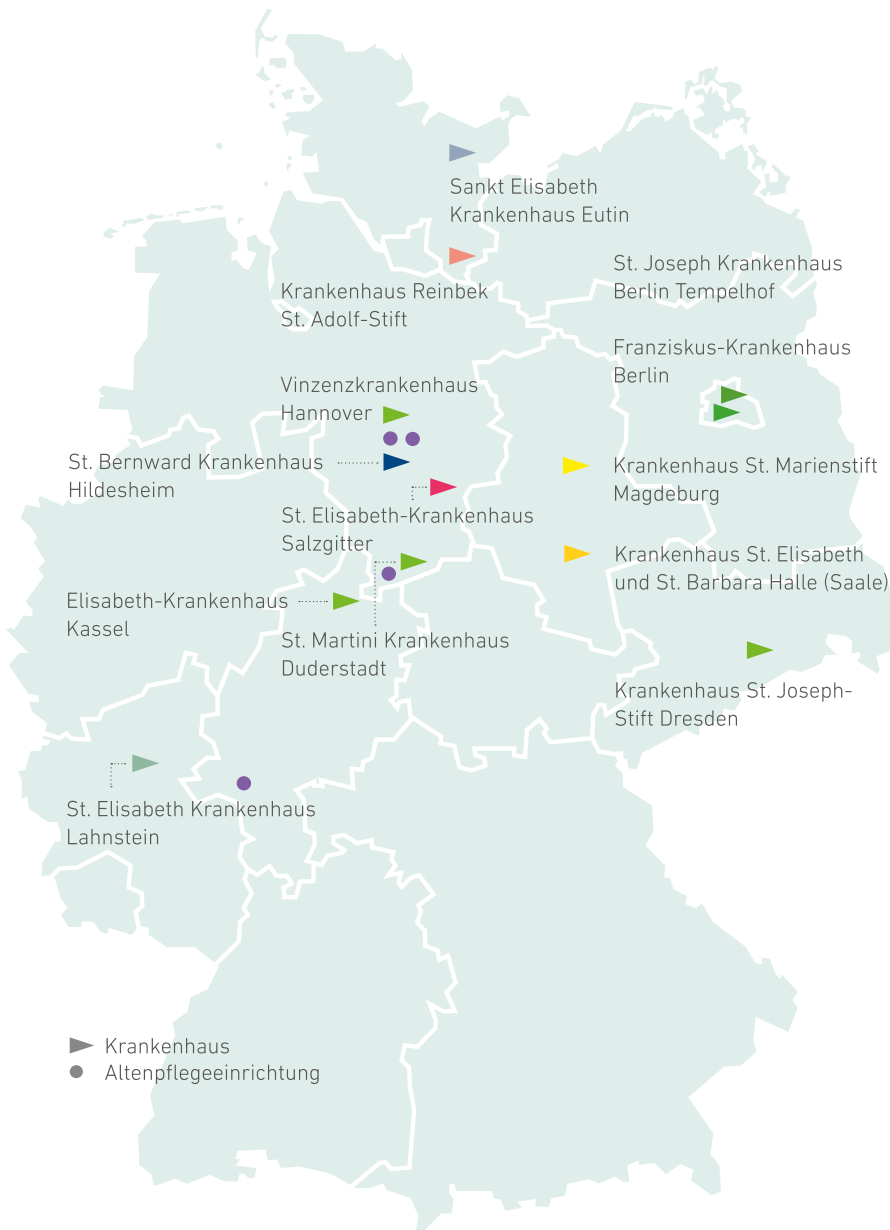 Sankt Elisabeth
Krankenhaus Eutin
Krankenhaus Reinbek
St. Adolf-Stift
St. Joseph Krankenhaus
Berlin Tempelhof
Franziskus-Krankenhaus
Berlin
Vinzenzkrankenhaus
Hannover
St. Bernward Krankenhaus
Hildesheim
Krankenhaus St. Marienstift
Magdeburg
St. Elisabeth-Krankenhaus
Salzgitter
Krankenhaus St. Elisabeth
und St. Barbara Halle (Saale)
Elisabeth-Krankenhaus
Kassel
St. Martini Krankenhaus
Duderstadt
Krankenhaus St. Joseph-
Stift Dresden
St. Elisabeth Krankenhaus
Lahnstein
Krankenhaus
Altenpflegeeinrichtung